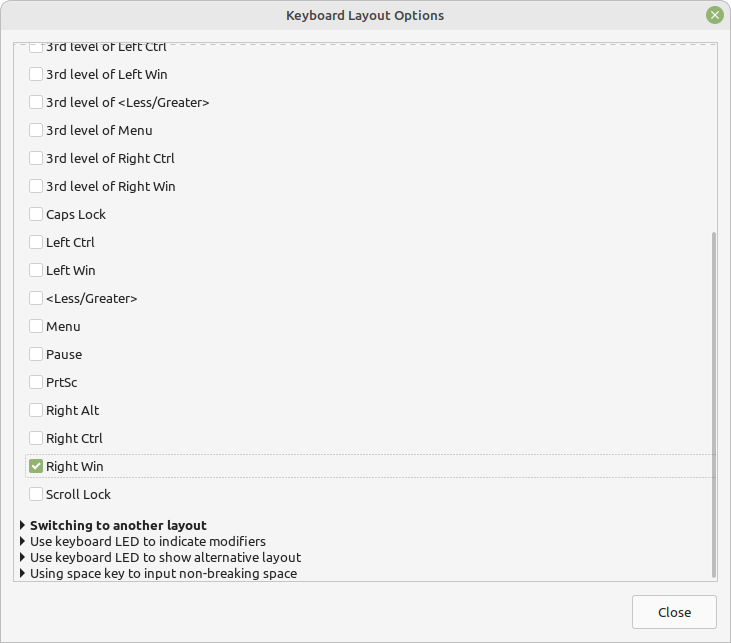 Keyboard Layout Options
3rd level of Left Ctrl
3rd level of Left Win
3rd level of <Less/Greater>
3rd level of Menu
3rd level of Right Ctrl
3rd level of Right Win
Caps Lock
Left Ctrl
Left Win
<Less/Greater>
Menu
Pause
PrtSc
Right Alt
Right Ctrl
Right Win
Scroll Lock
Switching to another layout
Use keyboard LED to indicate modifiers
Use keyboard LED to show alternative layout
Using space key to input non-breaking space
Close